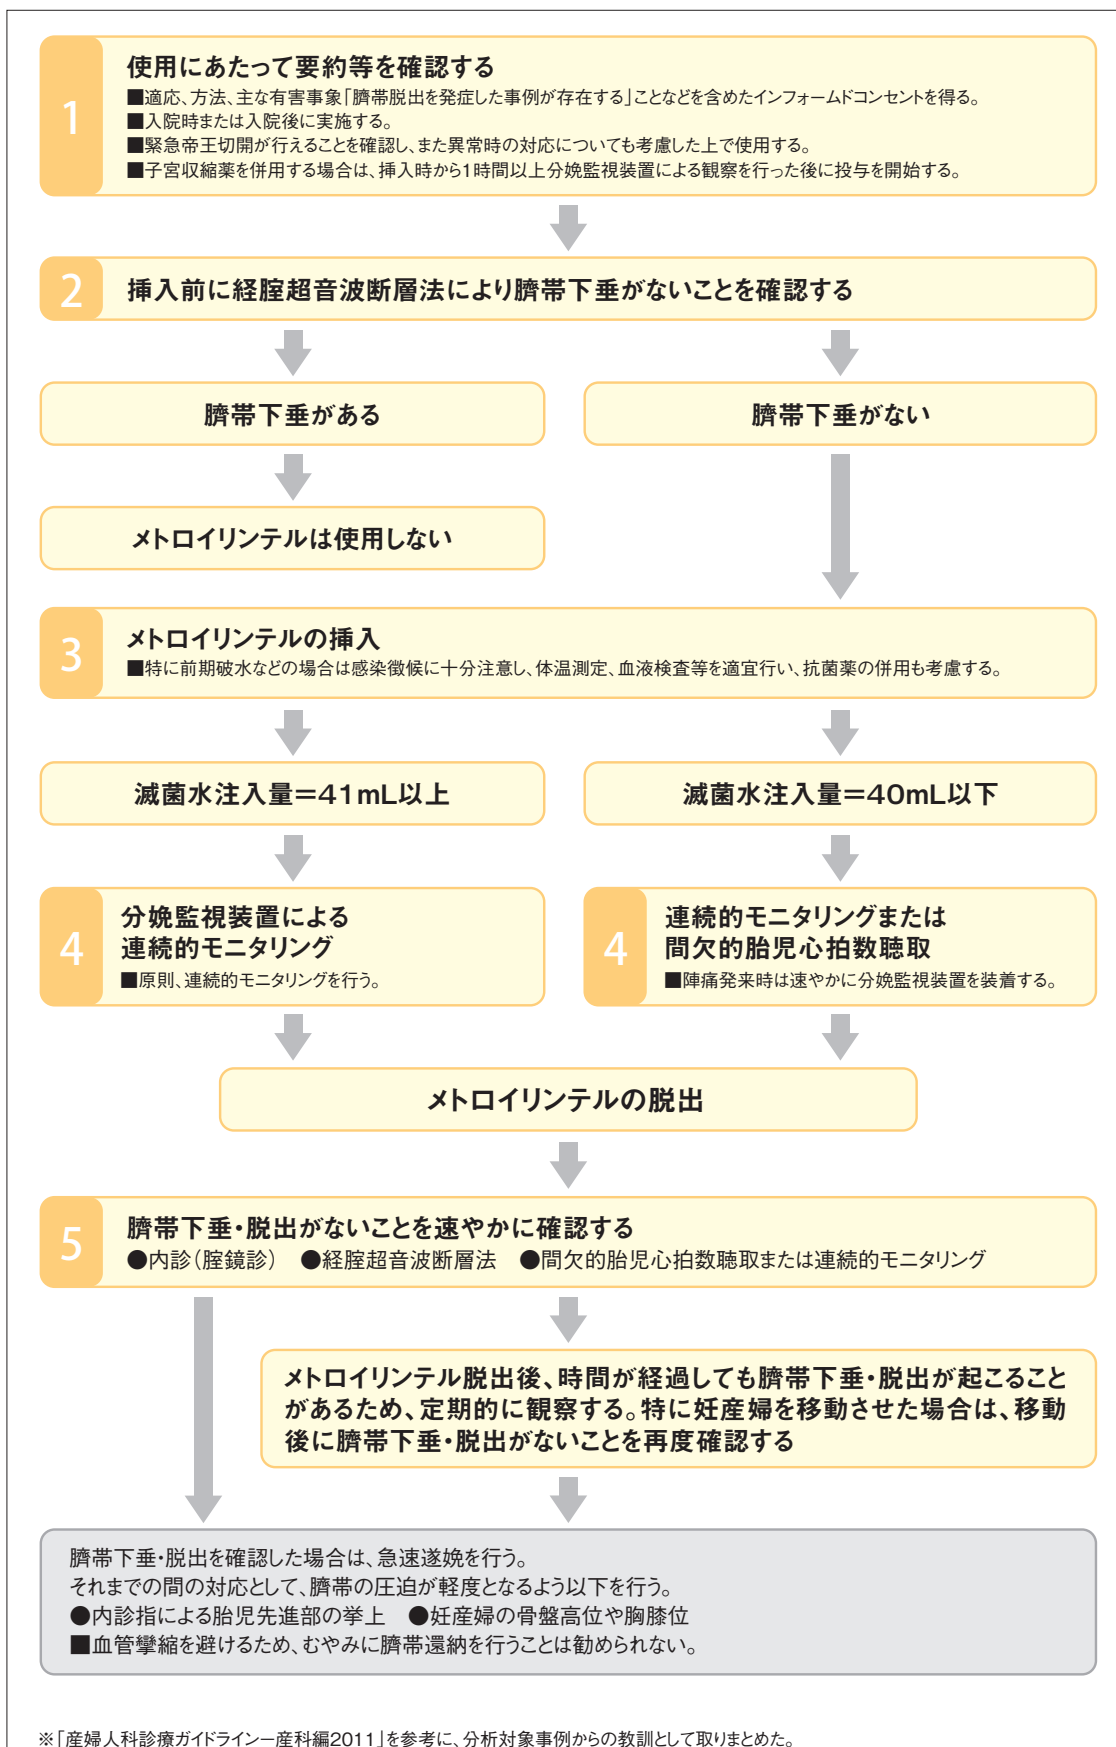 1
使用にあたって要約等を確認する
■適応、方法、主な有害事象「臍帯脱出を発症した事例が存在する」ことなどを含めたインフォームドコンセントを得る。
■入院時または入院後に実施する。
■緊急帝王切開が行えることを確認し、また異常時の対応についても考慮した上で使用する。
■子宮収縮薬を併用する場合は、挿入時から1時間以上分娩監視装置による観察を行った後に投与を開始する。
2
挿入前に経腟超音波断層法により臍帯下垂がないことを確認する
臍帯下垂がある
臍帯下垂がない
メトロイリンテルは使用しない
3
メトロイリンテルの挿入
■特に前期破水などの場合は感染徴候に十分注意し、体温測定、血液検査等を適宜行い、抗菌薬の併用も考慮する。
滅菌水注入量＝41mL以上
滅菌水注入量＝40mL以下
4
分娩監視装置による
連続的モニタリング
■原則、連続的モニタリングを行う。
4
連続的モニタリングまたは
間欠的胎児心拍数聴取
■陣痛発来時は速やかに分娩監視装置を装着する。
メトロイリンテルの脱出
5
臍帯下垂・脱出がないことを速やかに確認する
●内診（腟鏡診）　●経腟超音波断層法　●間欠的胎児心拍数聴取または連続的モニタリング
メトロイリンテル脱出後、時間が経過しても臍帯下垂・脱出が起こること
があるため、定期的に観察する。特に妊産婦を移動させた場合は、移動
後に臍帯下垂・脱出がないことを再度確認する
臍帯下垂・脱出を確認した場合は、急速遂娩を行う。
それまでの間の対応として、臍帯の圧迫が軽度となるよう以下を行う。
●内診指による胎児先進部の挙上　●妊産婦の骨盤高位や胸膝位
■血管攣縮を避けるため、むやみに臍帯還納を行うことは勧められない。
※「産婦人科診療ガイドライン－産科編2011」を参考に、分析対象事例からの教訓として取りまとめた。